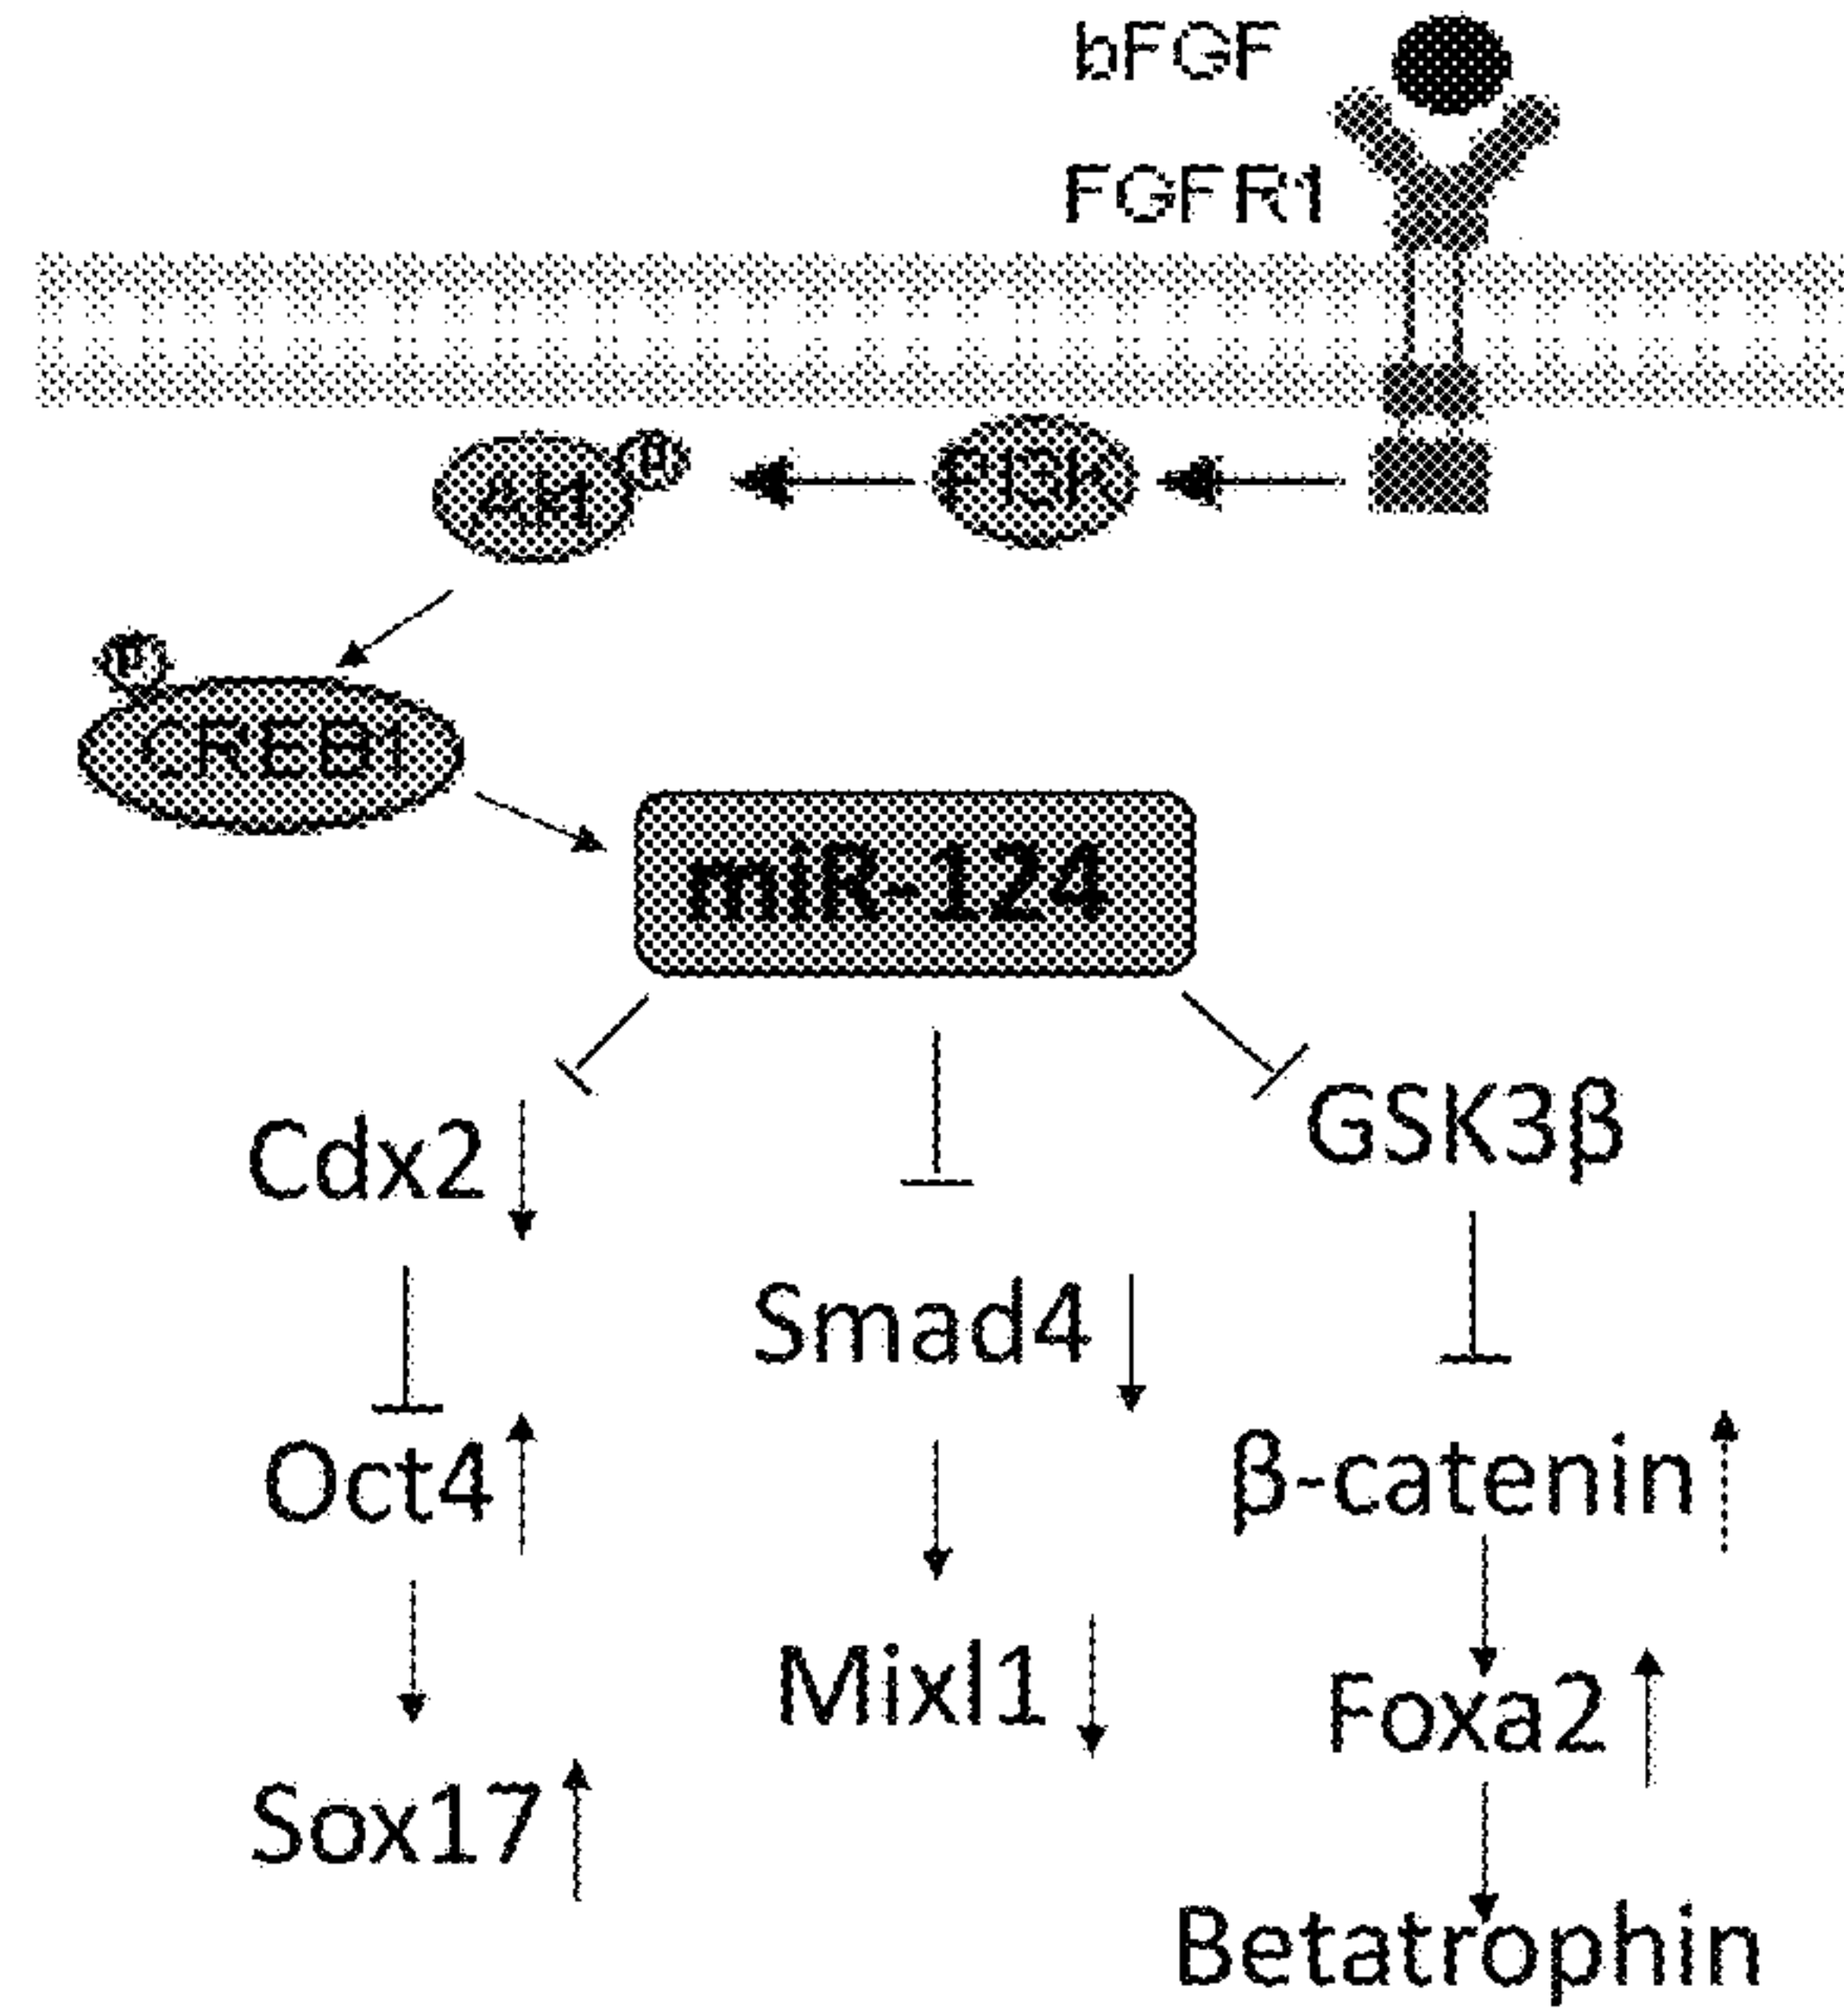 bFGF
FGFR1
PI3K
Akt
P
P
CREB1
miR-124
Cdx2
GSK3β
Smad4
Oct4
β-catenin
Mixl1
Foxa2
Sox17
Betatrophin